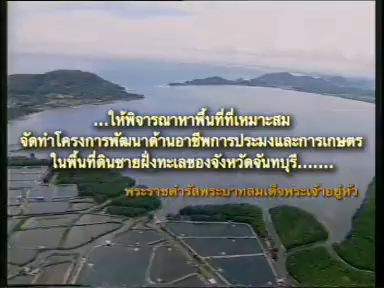 ...ให้พิจารณาหาพื้นที่ที่เหมาะสม
จัดทำโครงการพัฒนาด้านอาชีพการประมงและการเกษตร
ในพื้นที่ดินชายฝั่งทะเลของจังหวัดจันทบุรี.......
พระราชดำรัสพระบาทสมเด็จพระเจ้าอยู่หัว